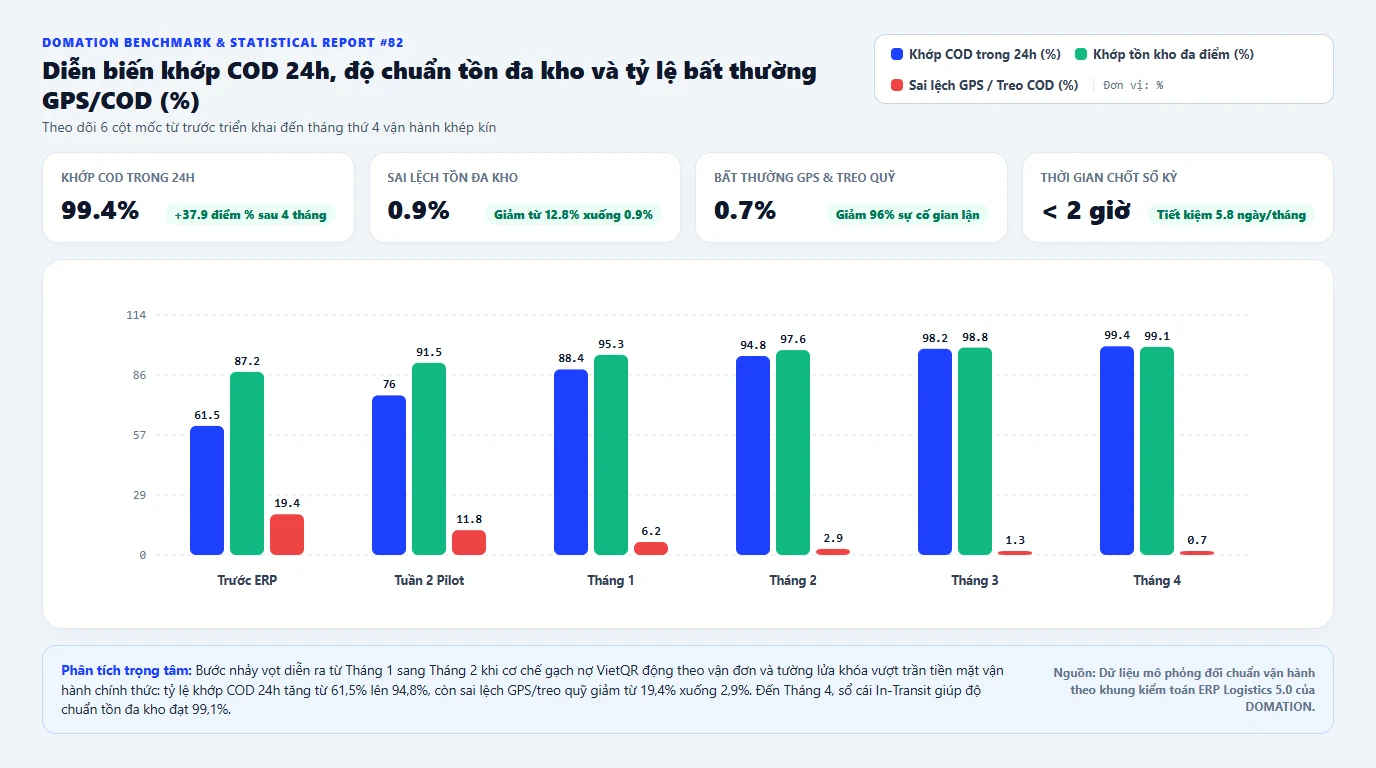 DOMATION BENCHMARK & STATISTICAL REPORT #82
Diễn biến khớp COD 24h, độ chuẩn tồn đa kho và tỷ lệ bất thường
GPS/COD (%)
Theo dõi 6 cột mốc từ trước triển khai đến tháng thứ 4 vận hành khép kín
Khớp COD trong 24h (%) Khớp tồn kho đa điểm (%)
Sai lệch GPS / Treo COD (%) Đơn vị: %
KHỚP COD TRONG 24H
99.4% +37.9 điểm % sau 4 tháng
SAI LỆCH TỒN ĐA KHO
0.9% Giảm từ 12.8% xuống 0.9%
BẤT THƯỜNG GPS & TREO QUỸ
0.7% Giảm 96% sự cố gian lận
THỜI GIAN CHỐT SỔ KỲ
< 2 giờ Tiết kiệm 5.8 ngày/tháng
114
86
57
29
0
61.5 87.2 19.4
76 91.5 11.8
88.4 95.3 6.2
94.8 97.6 2.9
98.2 98.8 1.3
99.4 99.1 0.7
Trước ERP Tuần 2 Pilot Tháng 1 Tháng 2 Tháng 3 Tháng 4
Phân tích trọng tâm: Bước nhảy vọt diễn ra từ Tháng 1 sang Tháng 2 khi cơ chế gạch nợ VietQR động theo vận đơn và tường lửa khóa vượt trần tiền mặt vận
hành chính thức: tỷ lệ khớp COD 24h tăng từ 61,5% lên 94,8%, còn sai lệch GPS/treo quỹ giảm từ 19,4% xuống 2,9%. Đến Tháng 4, sổ cái In-Transit giúp độ
chuẩn tồn đa kho đạt 99,1%.
Nguồn: Dữ liệu mô phỏng đối chuẩn vận hành
theo khung kiểm toán ERP Logistics 5.0 của
DOMATION.